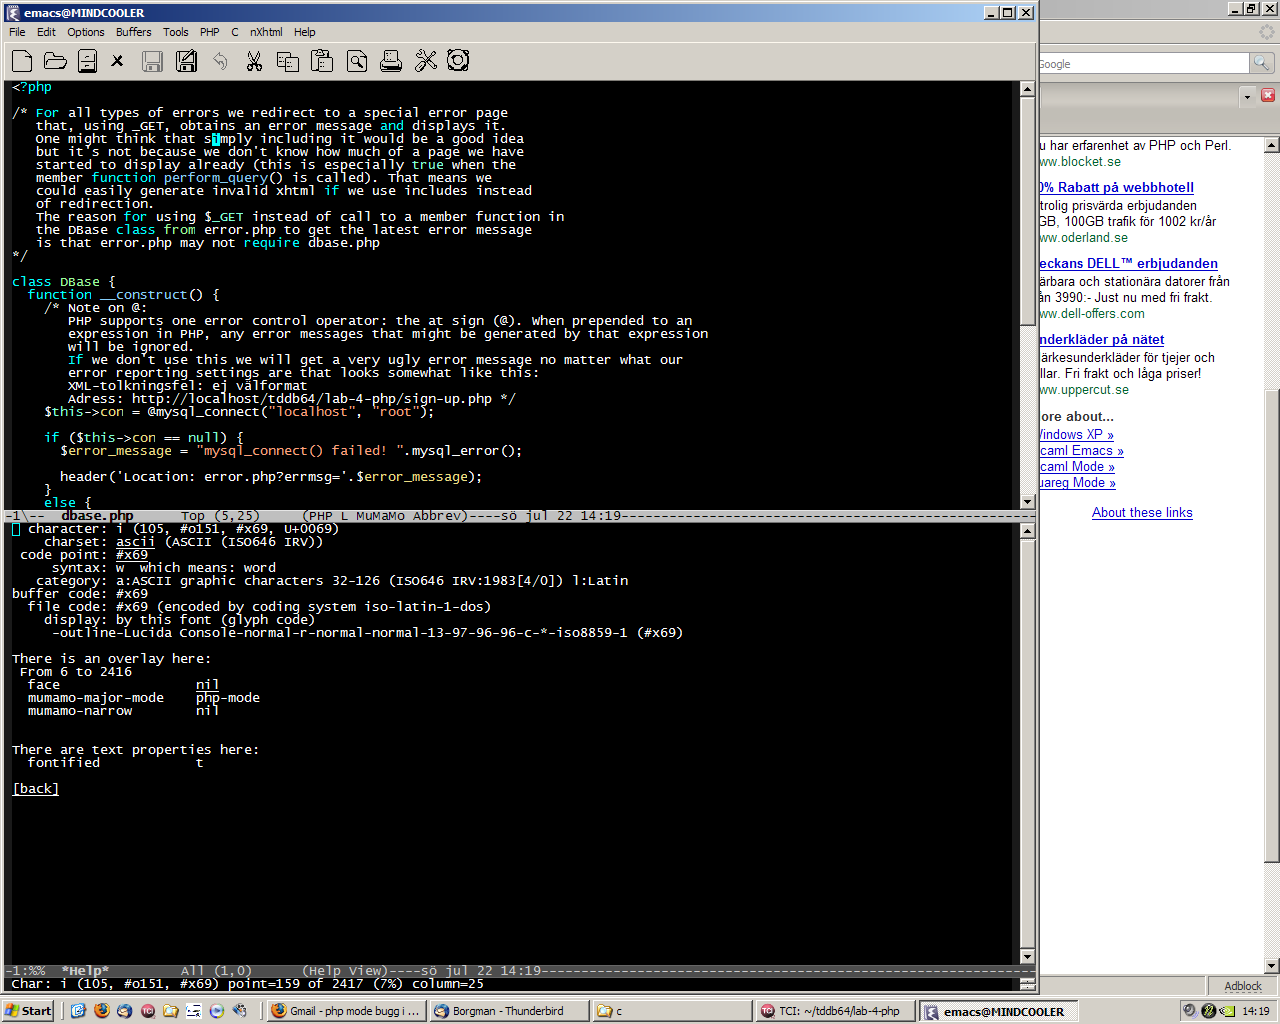 emacs@MINDCOOLER
File Edit Options Buffers Tools PHP C nXhtml Help
<?php
/* For all types of errors we redirect to a special error page
that, using _GET, obtains an error message and displays it.
One might think that simply including it would be a good idea
but it's not because we don't know how much of a page we have
started to display already (this is especially true when the
member function perform_query() is called). That means we
could easily generate invalid xhtml if we use includes instead
of redirection.
The reason for using $_GET instead of call to a member function in
the DBase class from error.php to get the latest error message
is that error.php may not require dbase.php
*/
class DBase {
function __construct() {
/* Note on @:
PHP supports one error control operator: the at sign (@). When prepended to an
expression in PHP, any error messages that might be generated by that expression
will be ignored.
If we don't use this we will get a very ugly error message no matter what our
error reporting settings are that looks somewhat like this:
XML-tolkningsfel: ej välformat
Adress: http://localhost/tddb64/lab-4-php/sign-up.php */
$this->con = @mysql_connect("localhost", "root");
if ($this->con == null) {
$error_message = "mysql_connect() failed! ".mysql_error();
header('Location: error.php?errmsg='.$error_message);
}
else {
-1\-- dbase.php Top (5,25) (PHP L MuMaMo Abbrev)----sö jul 22 14:19--------------------------------------------------
character: i (105, #o151, #x69, U+0069)
charset: ascii (ASCII (ISO646 IRV))
code point: #x69
syntax: w which means: word
category: a:ASCII graphic characters 32-126 (ISO646 IRV:1983[4/0]) l:Latin
buffer code: #x69
file code: #x69 (encoded by coding system iso-latin-1-dos)
display: by this font (glyph code)
-outline-Lucida Console-normal-r-normal-normal-13-97-96-96-c-*-iso8859-1 (#x69)
There is an overlay here:
From 6 to 2416
face nil
mumamo-major-mode php-mode
mumamo-narrow nil
There are text properties here:
fontified t
[back]
-1:%% *Help* All (1,0) (Help View)----sö jul 22 14:19--------------------------------------------------
Char: i (105, #o151, #x69) point=159 of 2417 (7%) column=25
Google
u har erfarenhet av PHP och Perl.
ww.blocket.se
0% Rabatt på webbhotell
trolig prisvärda erbjudanden
GB, 100GB trafik för 1002 kr/år
ww.oderland.se
eckans DELL™ erbjudanden
ärbara och stationära datorer från
ån 3990:- Just nu med fri frakt.
ww.dell-offers.com
nderkläder på nätet
ärkesunderkläder för tjejer och
illar. Fri frakt och låga priser!
ww.uppercut.se
ore about...
Windows XP »
caml Emacs »
caml Mode »
uareg Mode »
About these links
Adblock
Start
Gmail - php mode bugg i ...
Borgman - Thunderbird
c
TCI: ~/tddb64/lab-4-php
emacs@MINDCOOLER
14:19